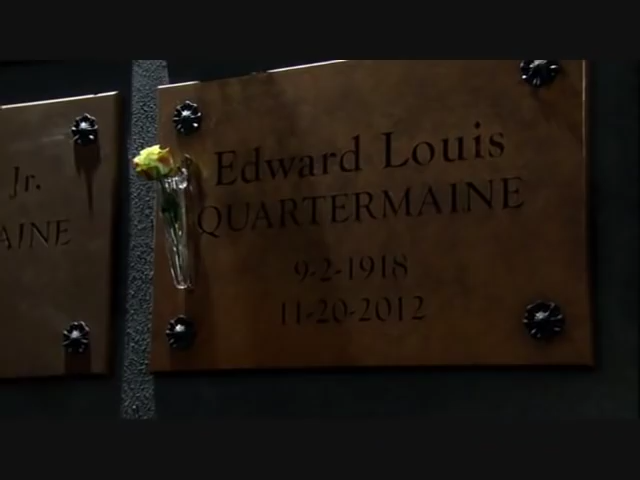 Jr.
AINE
Edward Louis
QUARTERMAINE
9-2-1918
11-20-2012